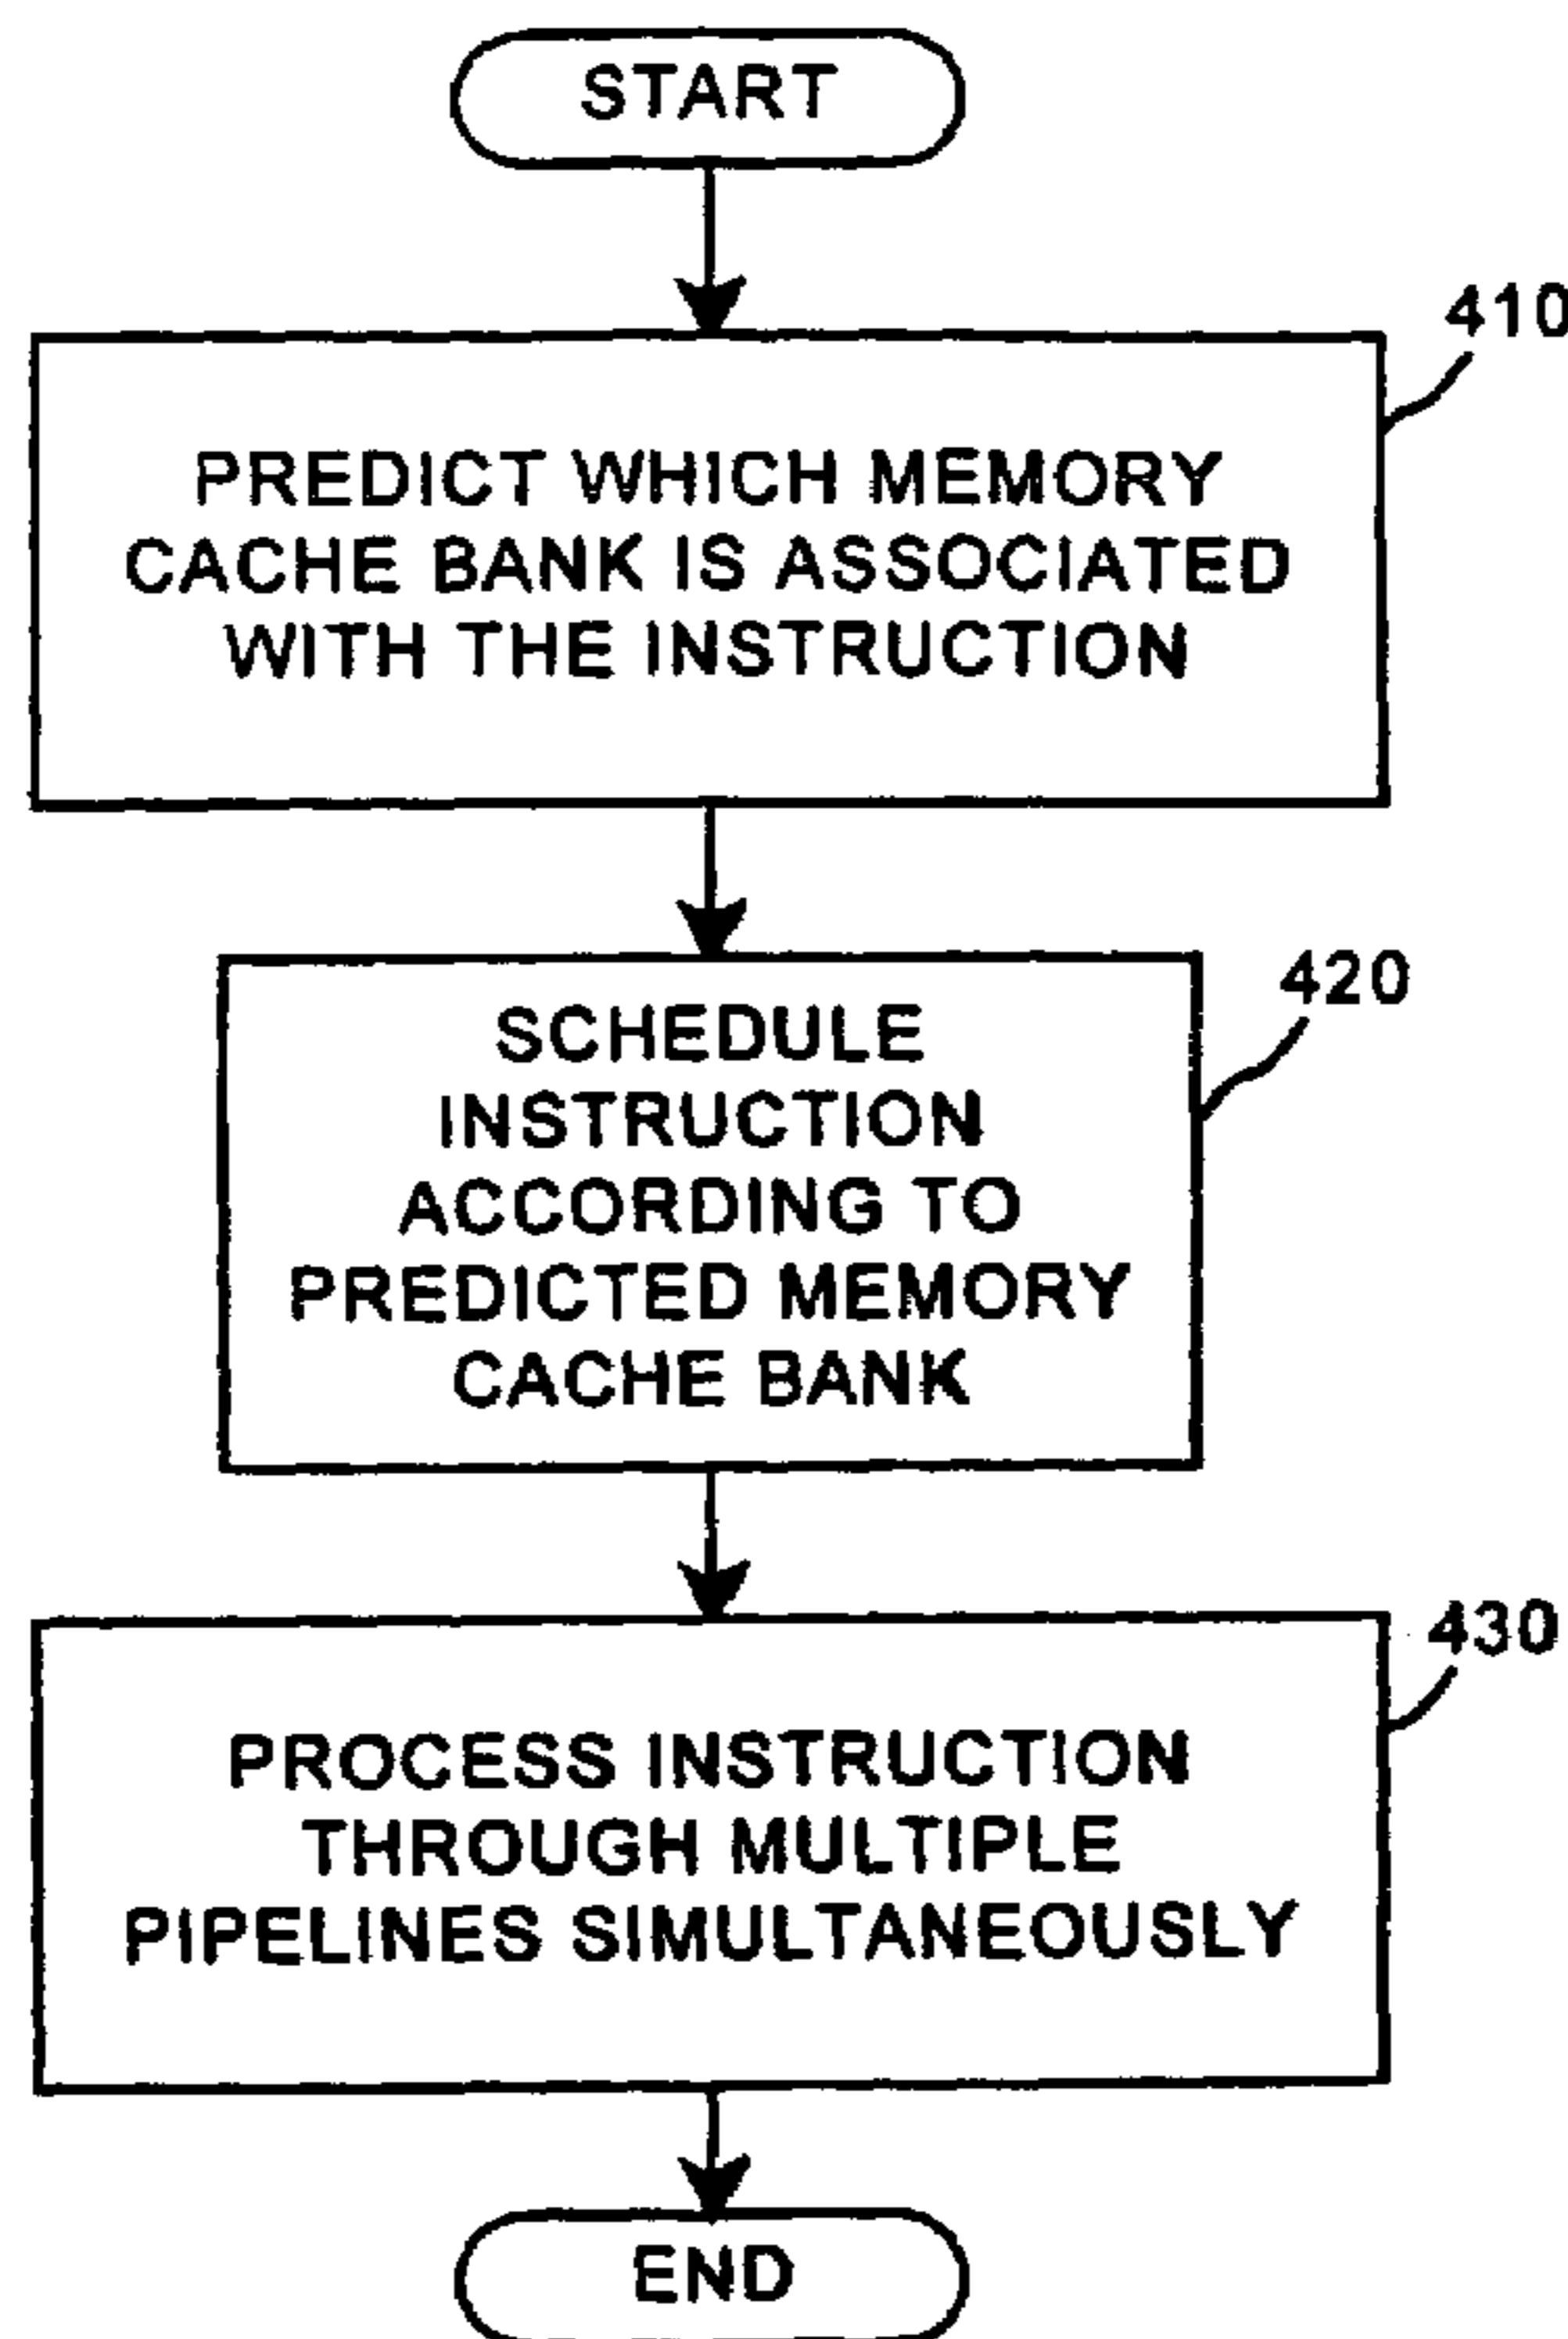 START
410
PREDICT WHICH MEMORY
CACHE BANK IS ASSOCIATED
WITH THE INSTRUCTION
420
SCHEDULE
INSTRUCTION
ACCORDING TO
PREDICTED MEMORY
CACHE BANK
430
PROCESS INSTRUCTION
THROUGH MULTIPLE
PIPELINES SIMULTANEOUSLY
END